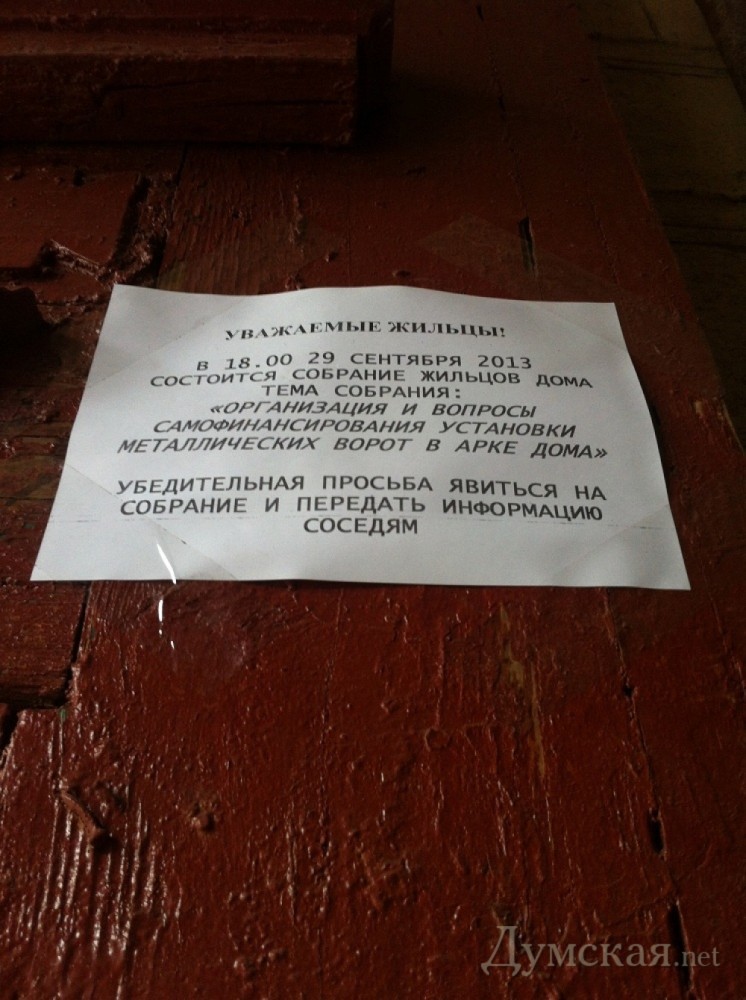 УВАЖАЕМЫЕ ЖИЛЬЦЫ!
В 18.00 29 СЕНТЯБРЯ 2013
СОСТОИТСЯ СОБРАНИЕ ЖИЛЬЦОВ ДОМА
ТЕМА СОБРАНИЯ:
«ОРГАНИЗАЦИЯ И ВОПРОСЫ
САМОФИНАНСИРОВАНИЯ УСТАНОВКИ
МЕТАЛЛИЧЕСКИХ ВОРОТ В АРКЕ ДОМА»
УБЕДИТЕЛЬНАЯ ПРОСЬБА ЯВИТЬСЯ НА
СОБРАНИЕ И ПЕРЕДАТЬ ИНФОРМАЦИЮ
СОСЕДЯМ
Думская.net